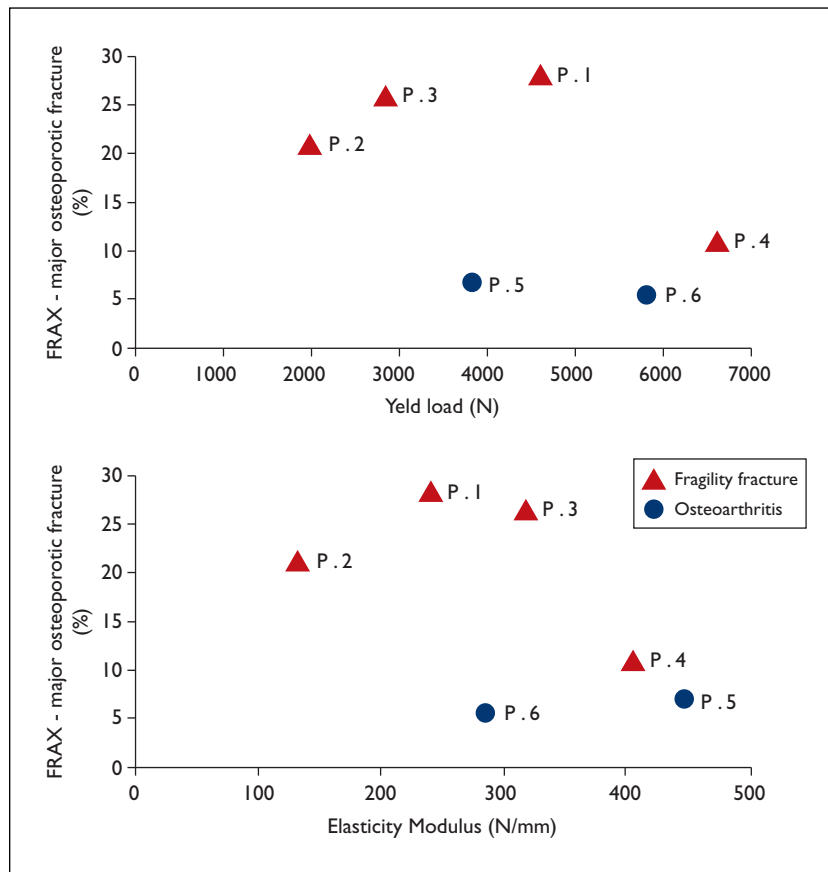 30
25
20
15
10
5
0
FRAX - major osteoporotic fracture
(%)
P . 1
P . 3
P . 2
P . 4
P . 5
P . 6
0 1000 2000 3000 4000 5000 6000 7000
Yeld load (N)
30
25
20
15
10
5
0
FRAX - major osteoporotic fracture
(%)
Fragility fracture
Osteoarthritis
P . 1
P . 3
P . 2
P . 4
P . 6
P . 5
0 100 200 300 400 500
Elasticity Modulus (N/mm)